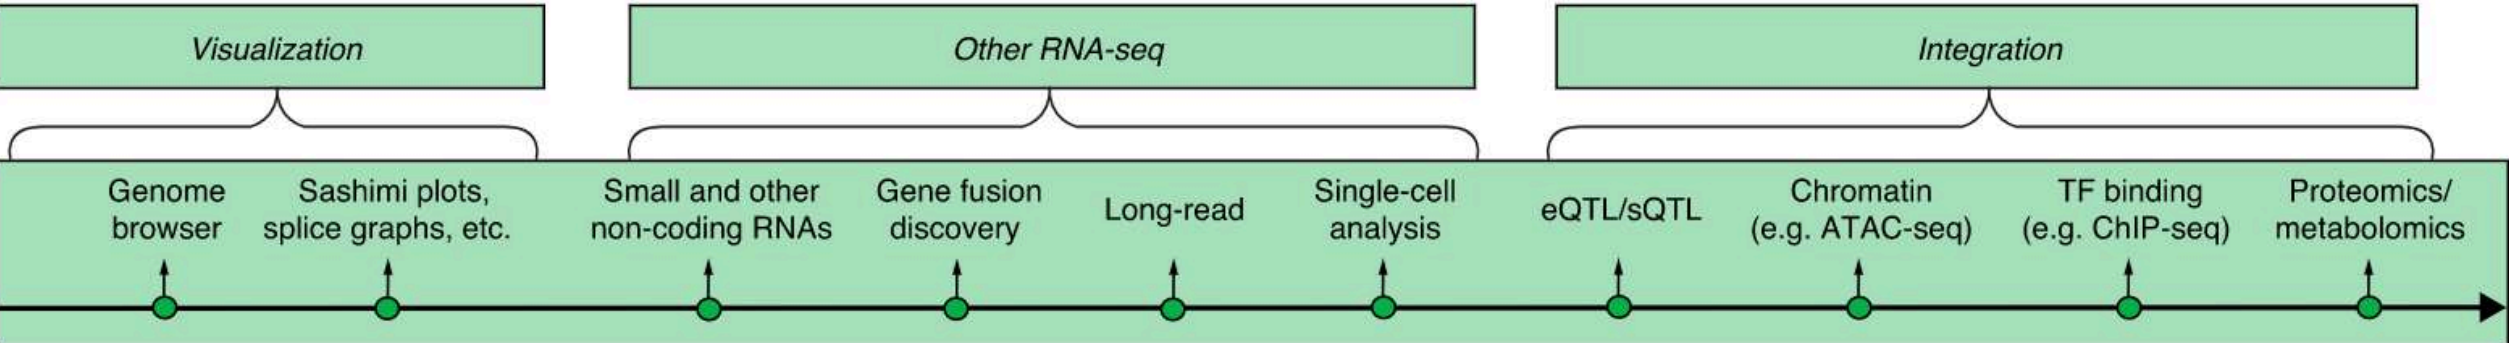 Visualization
Other RNA-seq
Integration
Genome
browser
Sashimi plots,
splice graphs, etc.
Small and other
non-coding RNAs
Gene fusion
discovery
Long-read
Single-cell
analysis
eQTL/sQTL
Chromatin
(e.g. ATAC-seq)
TF binding
(e.g. ChIP-seq)
Proteomics/
metabolomics